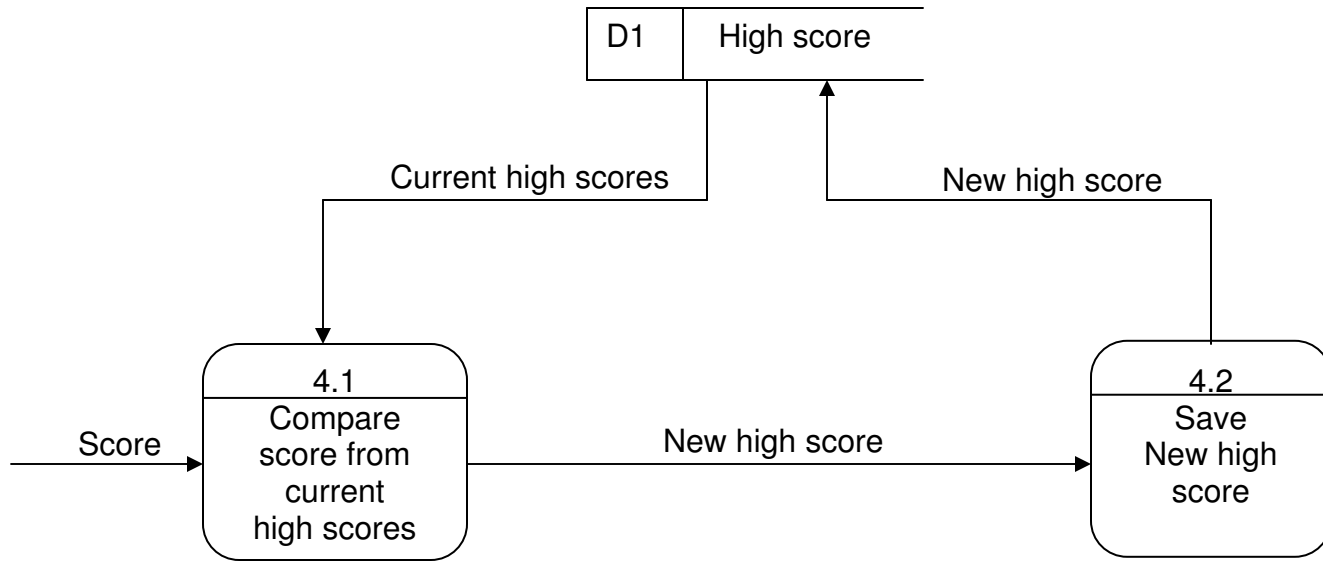 D1 High score
Current high scores
New high score
4.1
Compare
score from
current
high scores
Score
New high score
4.2
Save
New high
score